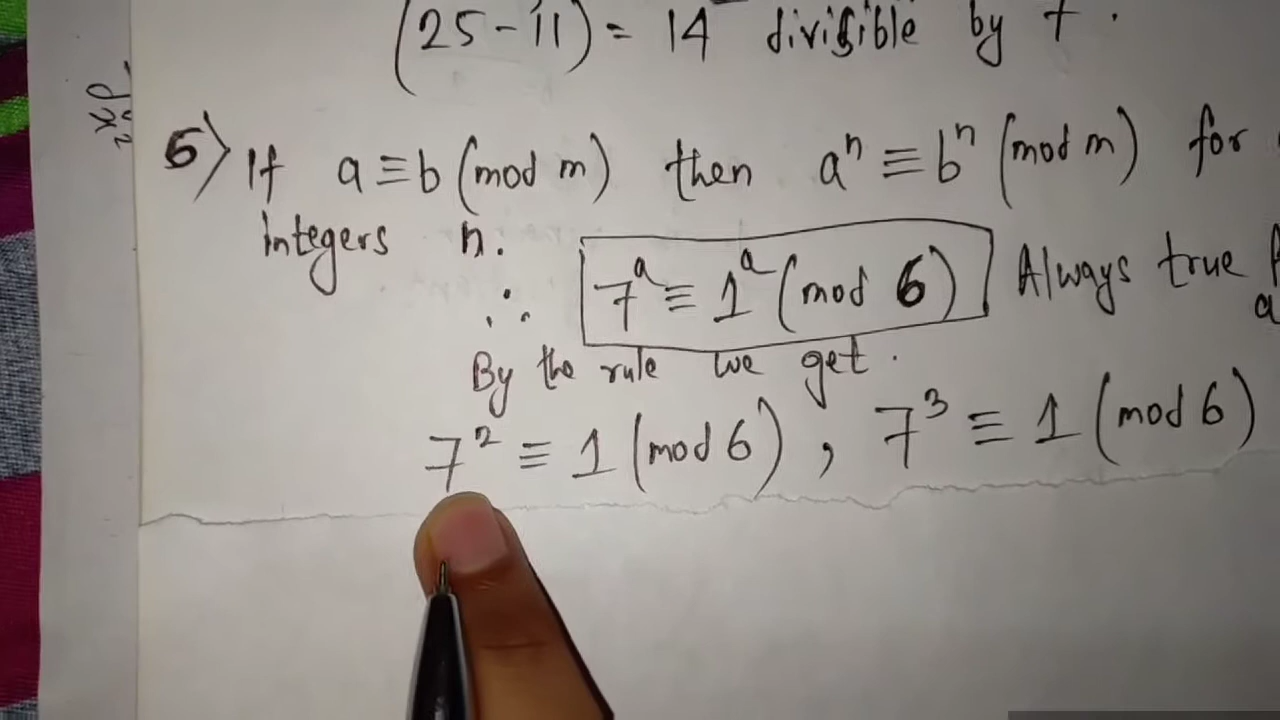 (25-11) = 14 divisible by 7.
5) If a ≡ b (mod m) then aⁿ ≡ bⁿ (mod m) for
integers n.
∴ 7ᵃ ≡ 1ᵃ (mod 6) Always true
a
By the rule we get.
7² ≡ 1 (mod 6), 7³ ≡ 1 (mod 6)